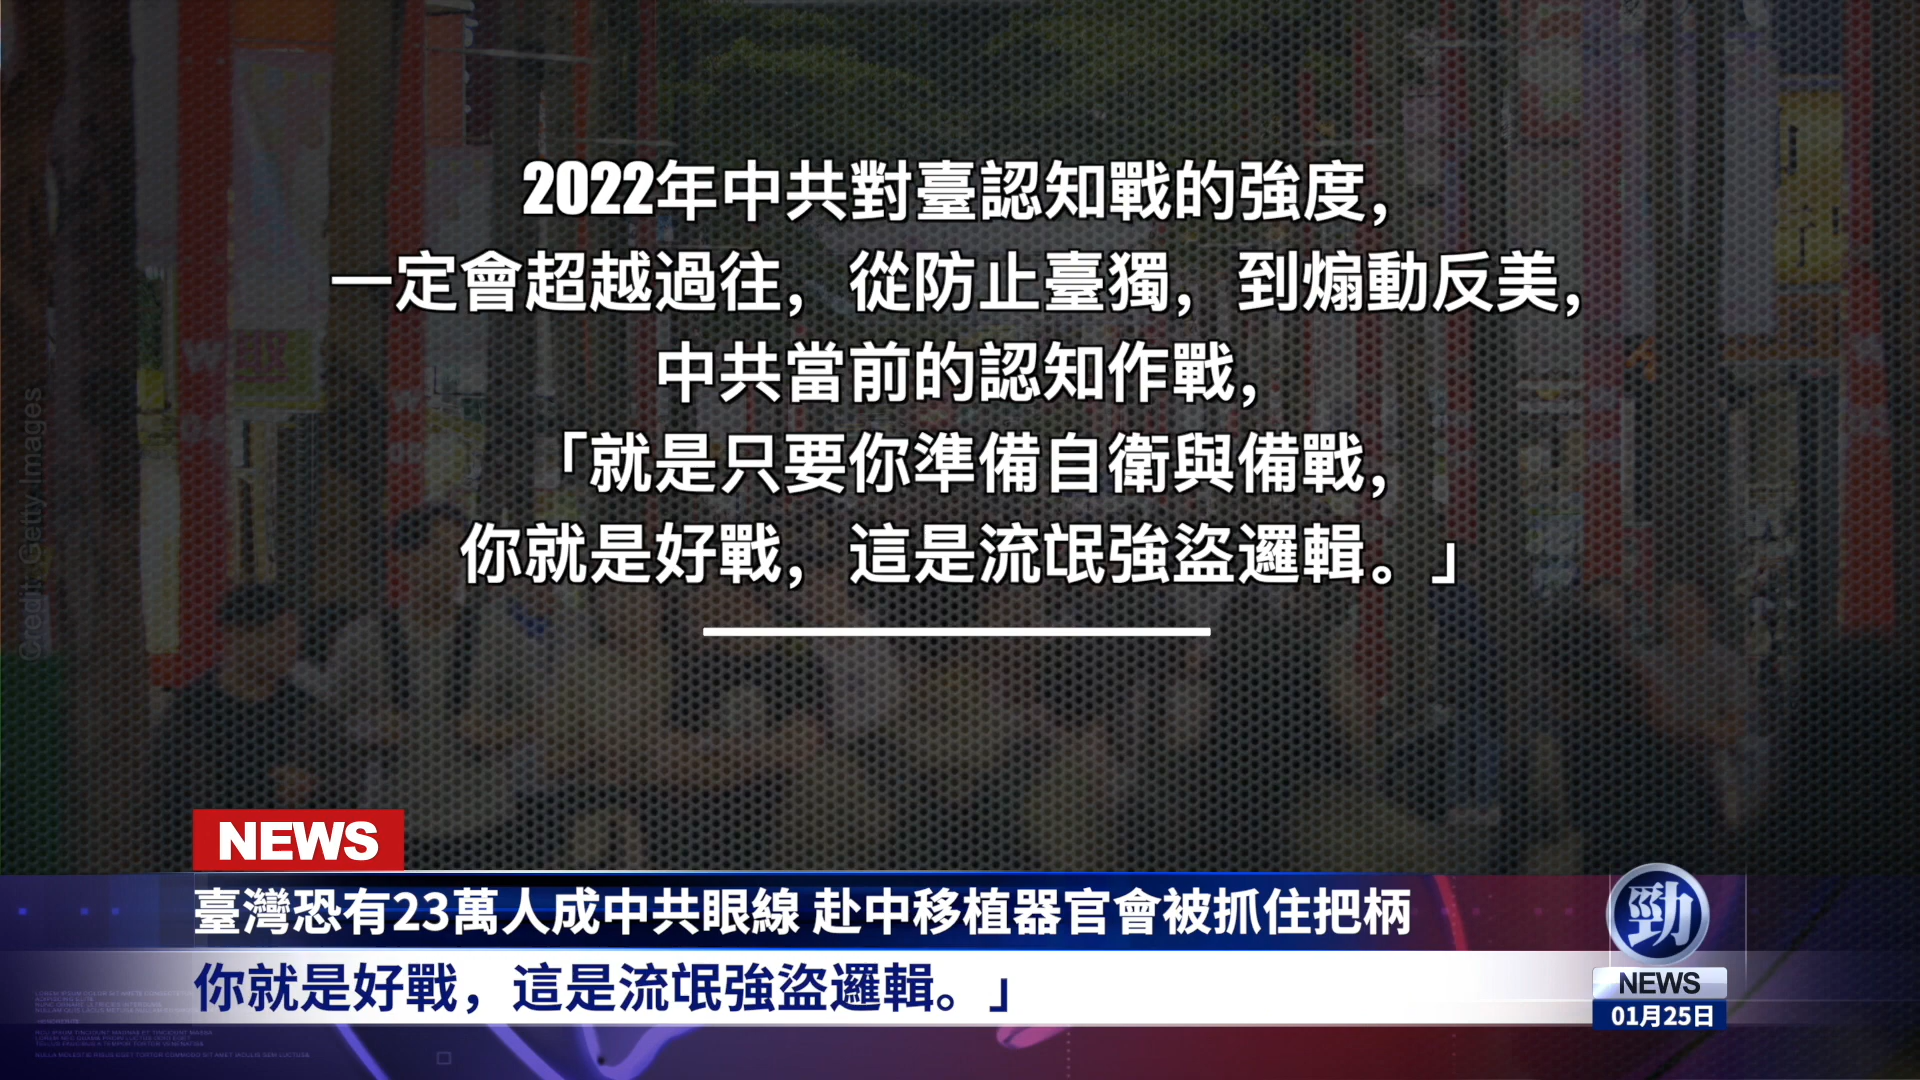 2022年中共對臺認知戰的強度，
一定會超越過往，從防止臺獨，到煽動反美，
中共當前的認知作戰，
「就是只要你準備自衛與備戰，
你就是好戰，這是流氓強盜邏輯。」
Credit: Getty Images
NEWS
臺灣恐有23萬人成中共眼線 赴中移植器官會被抓住把柄
你就是好戰，這是流氓強盜邏輯。」
勁
NEWS
01月25日